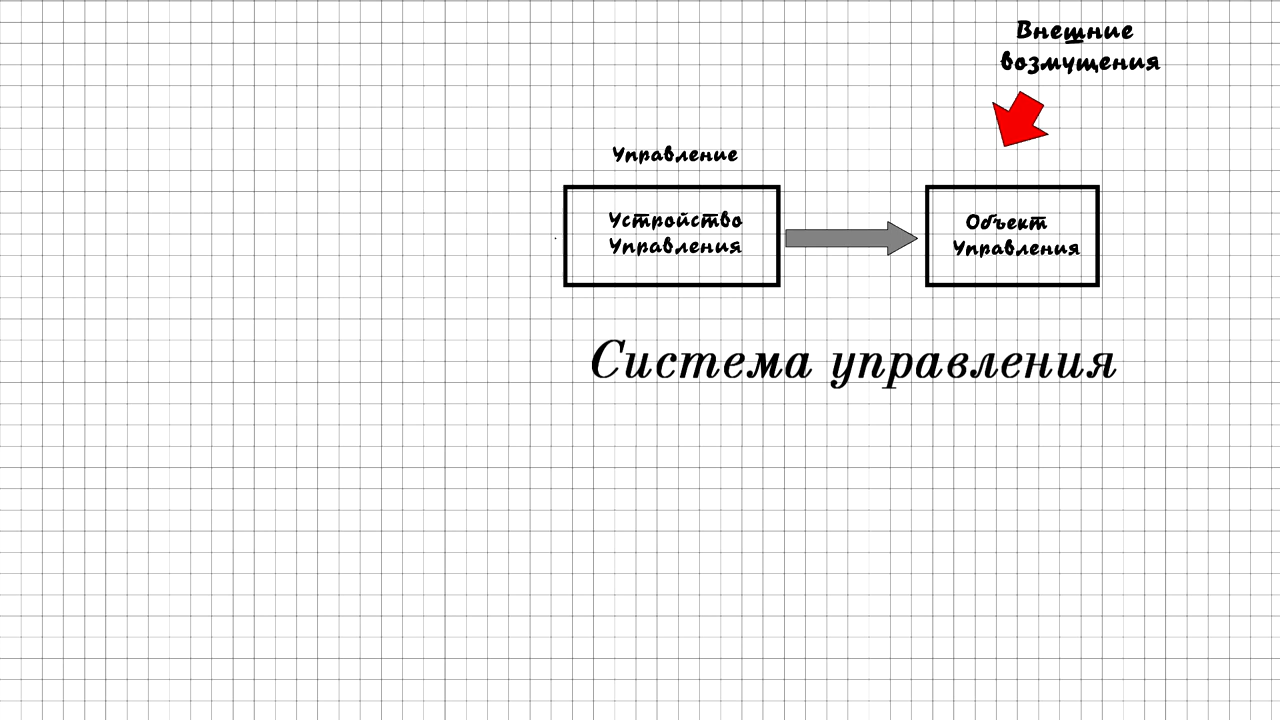 Внешние
возмущения
Управление
Устройство
Управления
Объект
Управления
Система управления